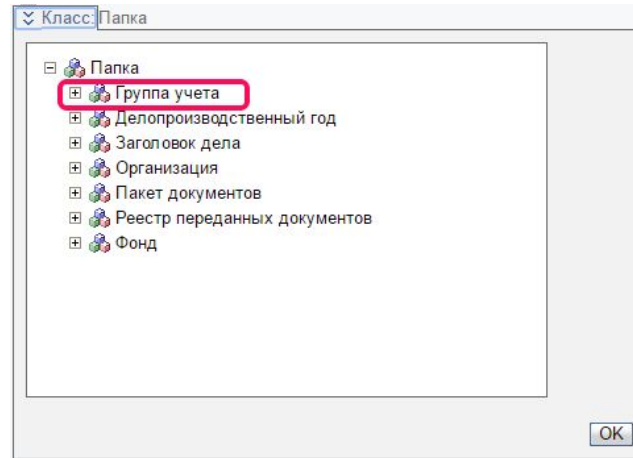 Класс: Папка
Папка
Группа учета
Делопроизводственный год
Заголовок дела
Организация
Пакет документов
Реестр переданных документов
Фонд
OK